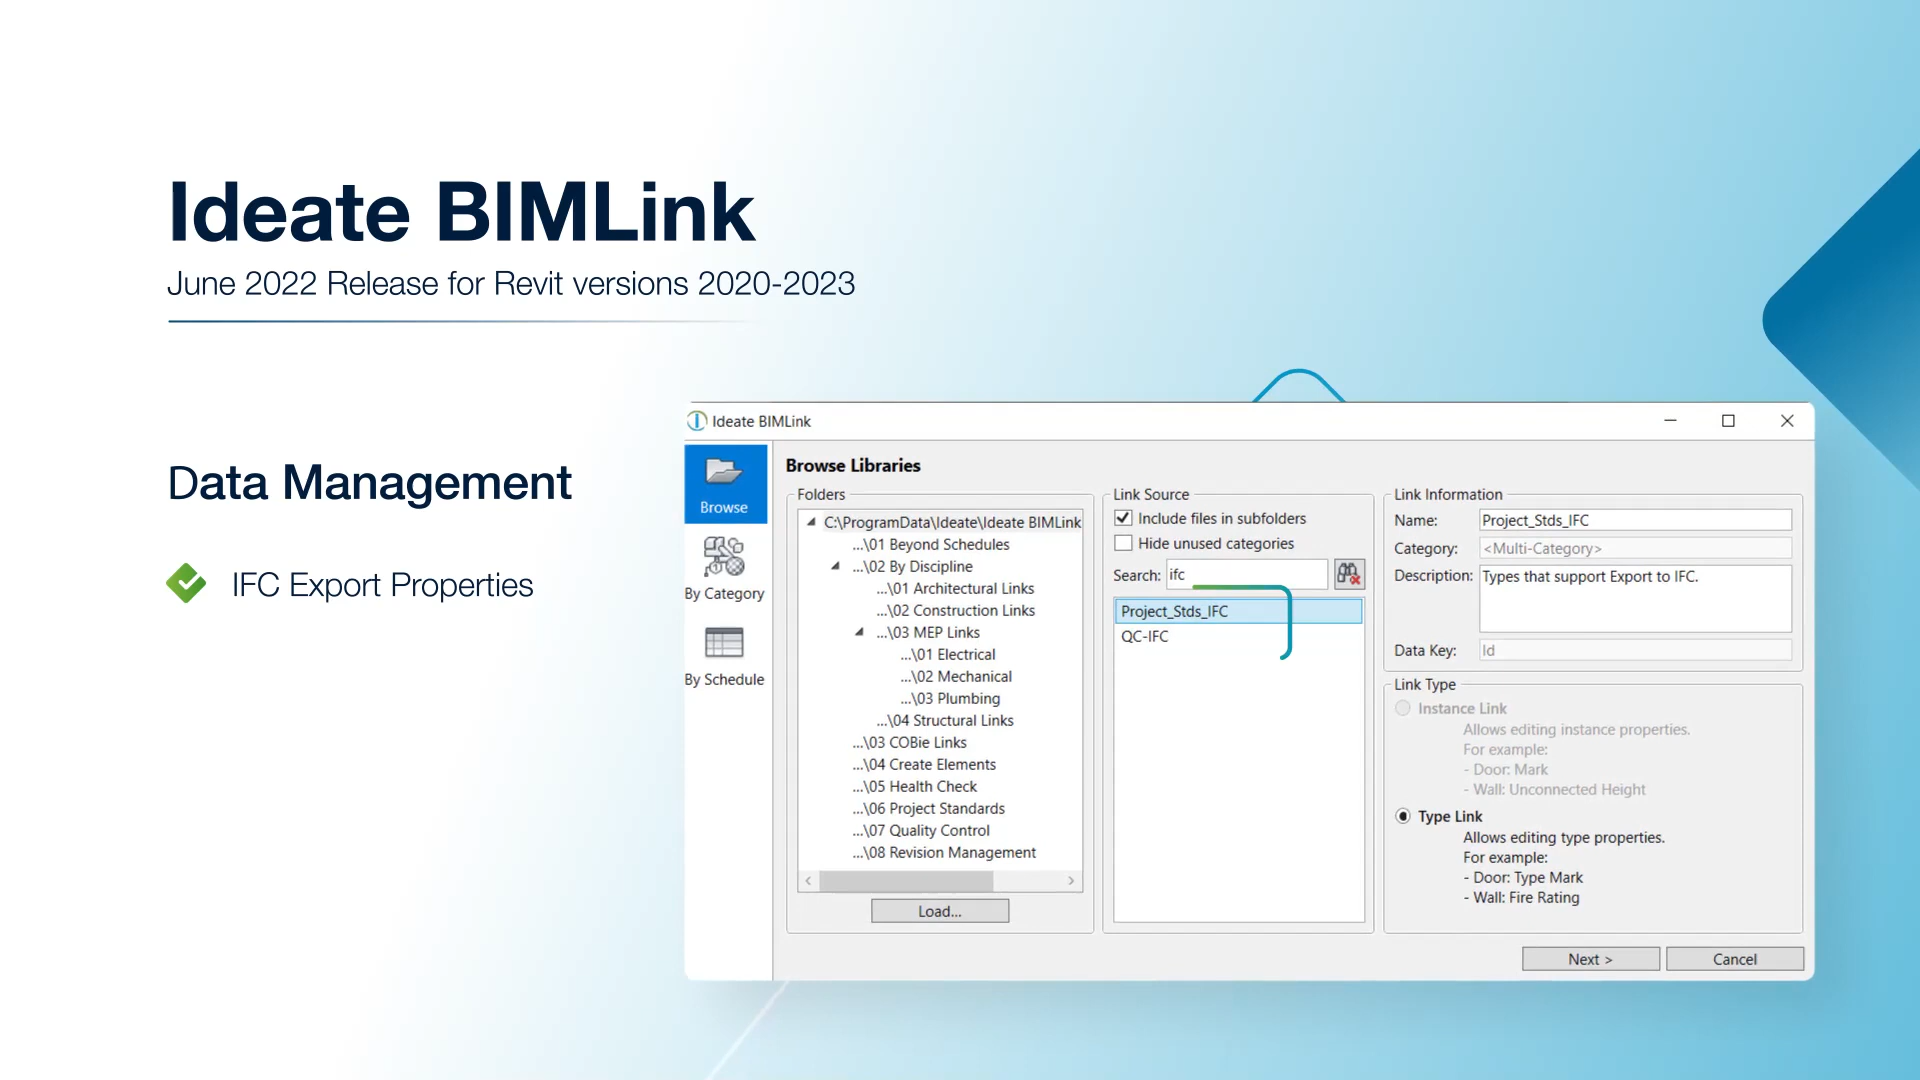 Ideate BIMLink
June 2022 Release for Revit versions 2020-2023
Data Management
IFC Export Properties
Ideate BIMLink
Browse
By Category
By Schedule
Browse Libraries
Folders
C:\ProgramData\Ideate\Ideate BIMLink
...\01 Beyond Schedules
...\02 By Discipline
...\01 Architectural Links
...\02 Construction Links
...\03 MEP Links
...\01 Electrical
...\02 Mechanical
...\03 Plumbing
...\04 Structural Links
...\03 COBie Links
...\04 Create Elements
...\05 Health Check
...\06 Project Standards
...\07 Quality Control
...\08 Revision Management
Load...
Link Source
Include files in subfolders
Hide unused categories
Search: ifc
Project_Stds_IFC
QC-IFC
Link Information
Name: Project_Stds_IFC
Category: <Multi-Category>
Description: Types that support Export to IFC.
Data Key: Id
Link Type
Instance Link
Allows editing instance properties.
For example:
- Door: Mark
- Wall: Unconnected Height
Type Link
Allows editing type properties.
For example:
- Door: Type Mark
- Wall: Fire Rating
Next >
Cancel